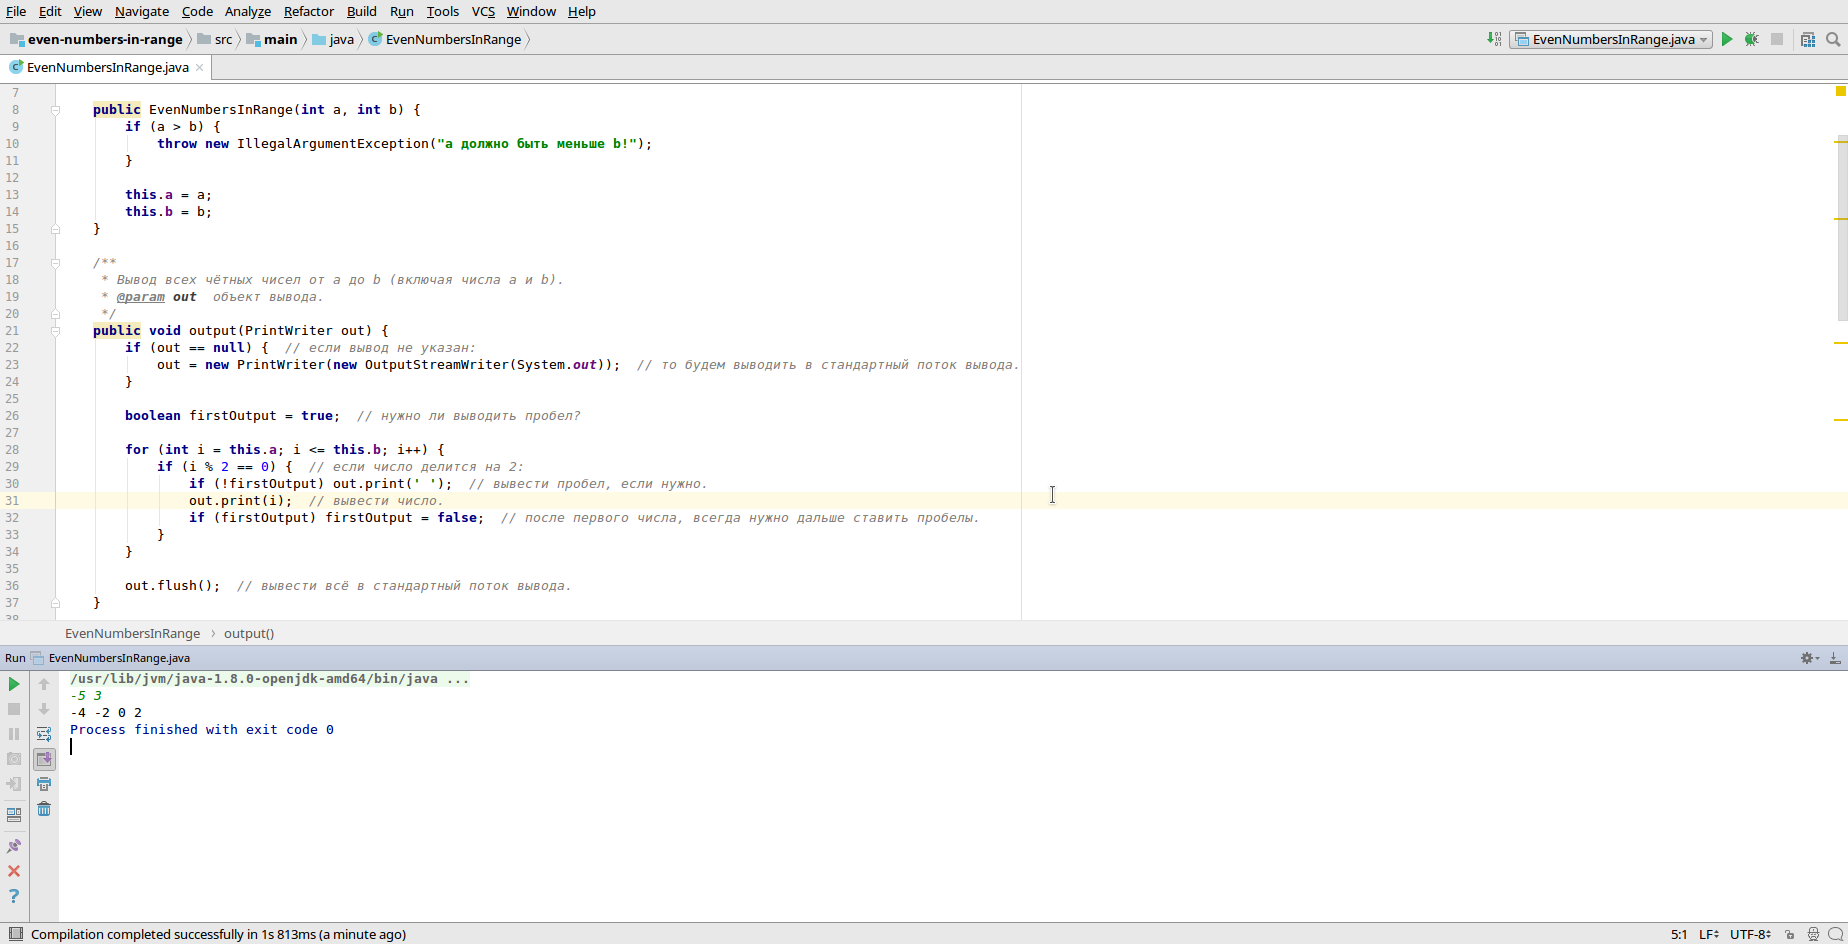 File Edit View Navigate Code Analyze Refactor Build Run Tools VCS Window Help
even-numbers-in-range src main java EvenNumbersInRange EvenNumbersInRange.java
EvenNumbersInRange.java
7
8 public EvenNumbersInRange(int a, int b) {
9 if (a > b) {
10 throw new IllegalArgumentException("a должно быть меньше b!");
11 }
12
13 this.a = a;
14 this.b = b;
15 }
16
17 /**
18 * Вывод всех чётных чисел от a до b (включая числа a и b).
19 * @param out объект вывода.
20 */
21 public void output(PrintWriter out) {
22 if (out == null) { // если вывод не указан:
23 out = new PrintWriter(new OutputStreamWriter(System.out)); // то будем выводить в стандартный поток вывода.
24 }
25
26 boolean firstOutput = true; // нужно ли выводить пробел?
27
28 for (int i = this.a; i <= this.b; i++) {
29 if (i % 2 == 0) { // если число делится на 2:
30 if (!firstOutput) out.print(' '); // вывести пробел, если нужно.
31 out.print(i); // вывести число.
32 if (firstOutput) firstOutput = false; // после первого числа, всегда нужно дальше ставить пробелы.
33 }
34 }
35
36 out.flush(); // вывести всё в стандартный поток вывода.
37 }
38
EvenNumbersInRange › output()
Run EvenNumbersInRange.java
/usr/lib/jvm/java-1.8.0-openjdk-amd64/bin/java ...
-5 3
-4 -2 0 2
Process finished with exit code 0
Compilation completed successfully in 1s 813ms (a minute ago) 5:1 LF UTF-8